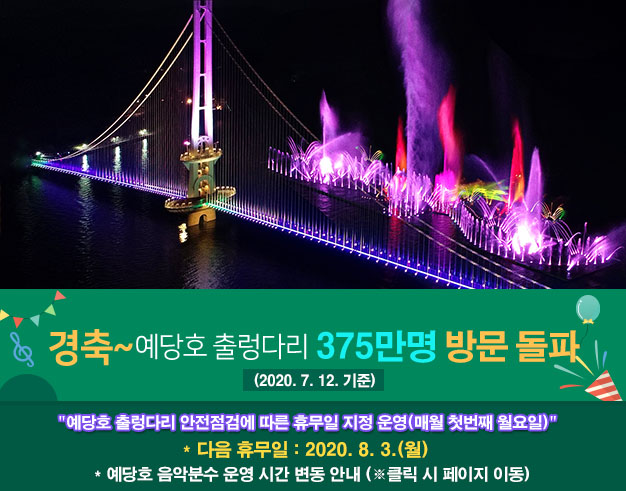 경축~예당호 출렁다리 375만명 방문 돌파
(2020. 7. 12. 기준)
"예당호 출렁다리 안전점검에 따른 휴무일 지정 운영(매월 첫번째 월요일)"
* 다음 휴무일 : 2020. 8. 3.(월)
* 예당호 음악분수 운영 시간 변동 안내 (※클릭 시 페이지 이동)